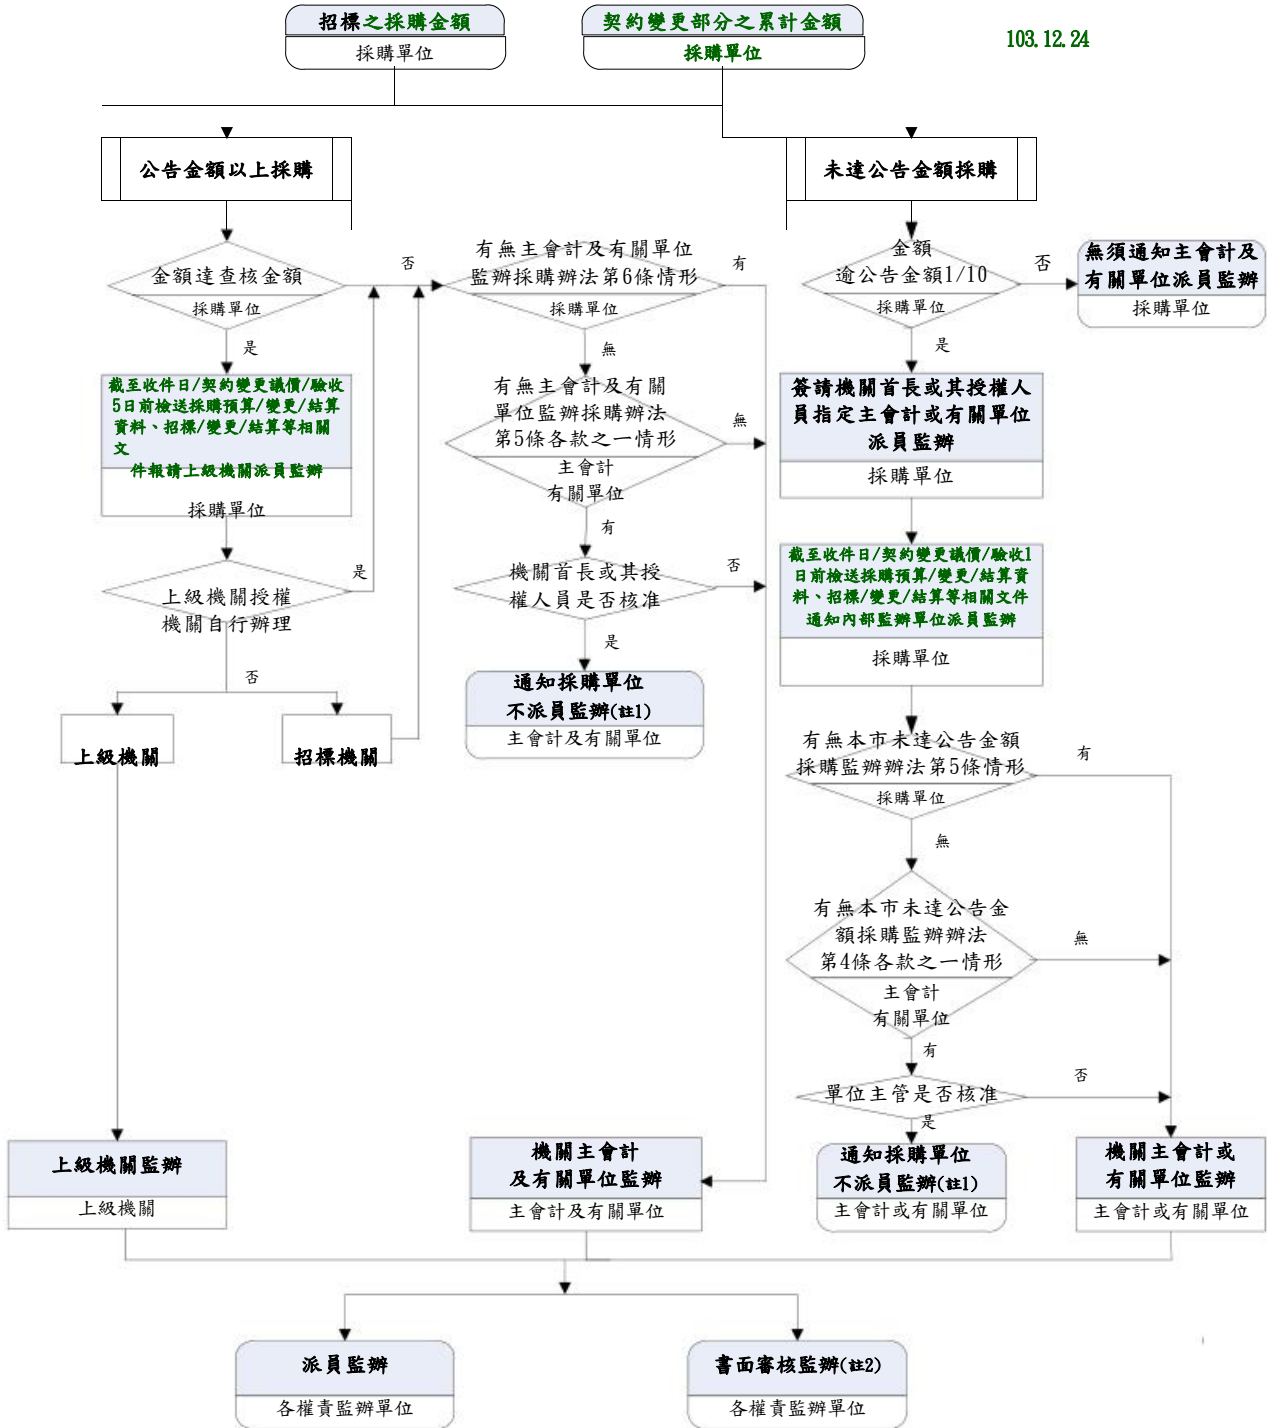 招標之採購金額
採購單位
契約變更部分之累計金額
採購單位
103.12.24
公告金額以上採購
未達公告金額採購
金額達查核金額
採購單位
否
是
有無主會計及有關單位
監辦採購辦法第6條情形
採購單位
有
無
金額
逾公告金額1/10
採購單位
否
是
無須通知主會計及
有關單位派員監辦
採購單位
截至收件日/契約變更議價/驗收
5日前檢送採購預算/變更/結算
資料、招標/變更/結算等相關
文
件報請上級機關派員監辦
採購單位
有無主會計及有關
單位監辦採購辦法
第5條各款之一情形
主會計
有關單位
無
有
簽請機關首長或其授權人
員指定主會計或有關單位
派員監辦
採購單位
上級機關授權
機關自行辦理
是
否
機關首長或其授
權人員是否核准
否
是
截至收件日/契約變更議價/驗收1
日前檢送採購預算/變更/結算資
料、招標/變更/結算等相關文件
通知內部監辦單位派員監辦
採購單位
上級機關
招標機關
通知採購單位
不派員監辦(註1)
主會計及有關單位
有無本市未達公告金額
採購監辦辦法第5條情形
採購單位
有
無
有無本市未達公告金
額採購監辦辦法
第4條各款之一情形
主會計
有關單位
無
有
單位主管是否核准
否
是
上級機關監辦
上級機關
機關主會計
及有關單位監辦
主會計及有關單位
通知採購單位
不派員監辦(註1)
主會計或有關單位
機關主會計或
有關單位監辦
主會計或有關單位
派員監辦
各權責監辦單位
書面審核監辦(註2)
各權責監辦單位